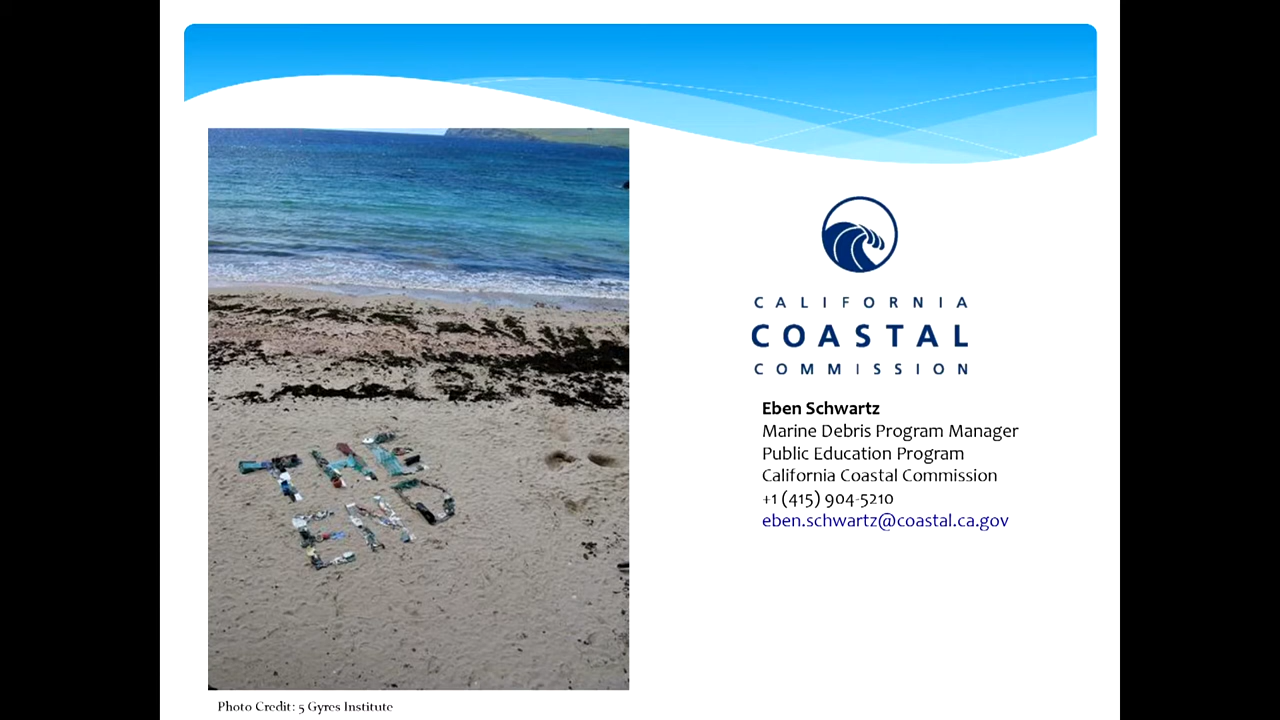 THE
END
CALIFORNIA
COASTAL
COMMISSION
Eben Schwartz
Marine Debris Program Manager
Public Education Program
California Coastal Commission
+1 (415) 904-5210
eben.schwartz@coastal.ca.gov
Photo Credit: 5 Gyres Institute